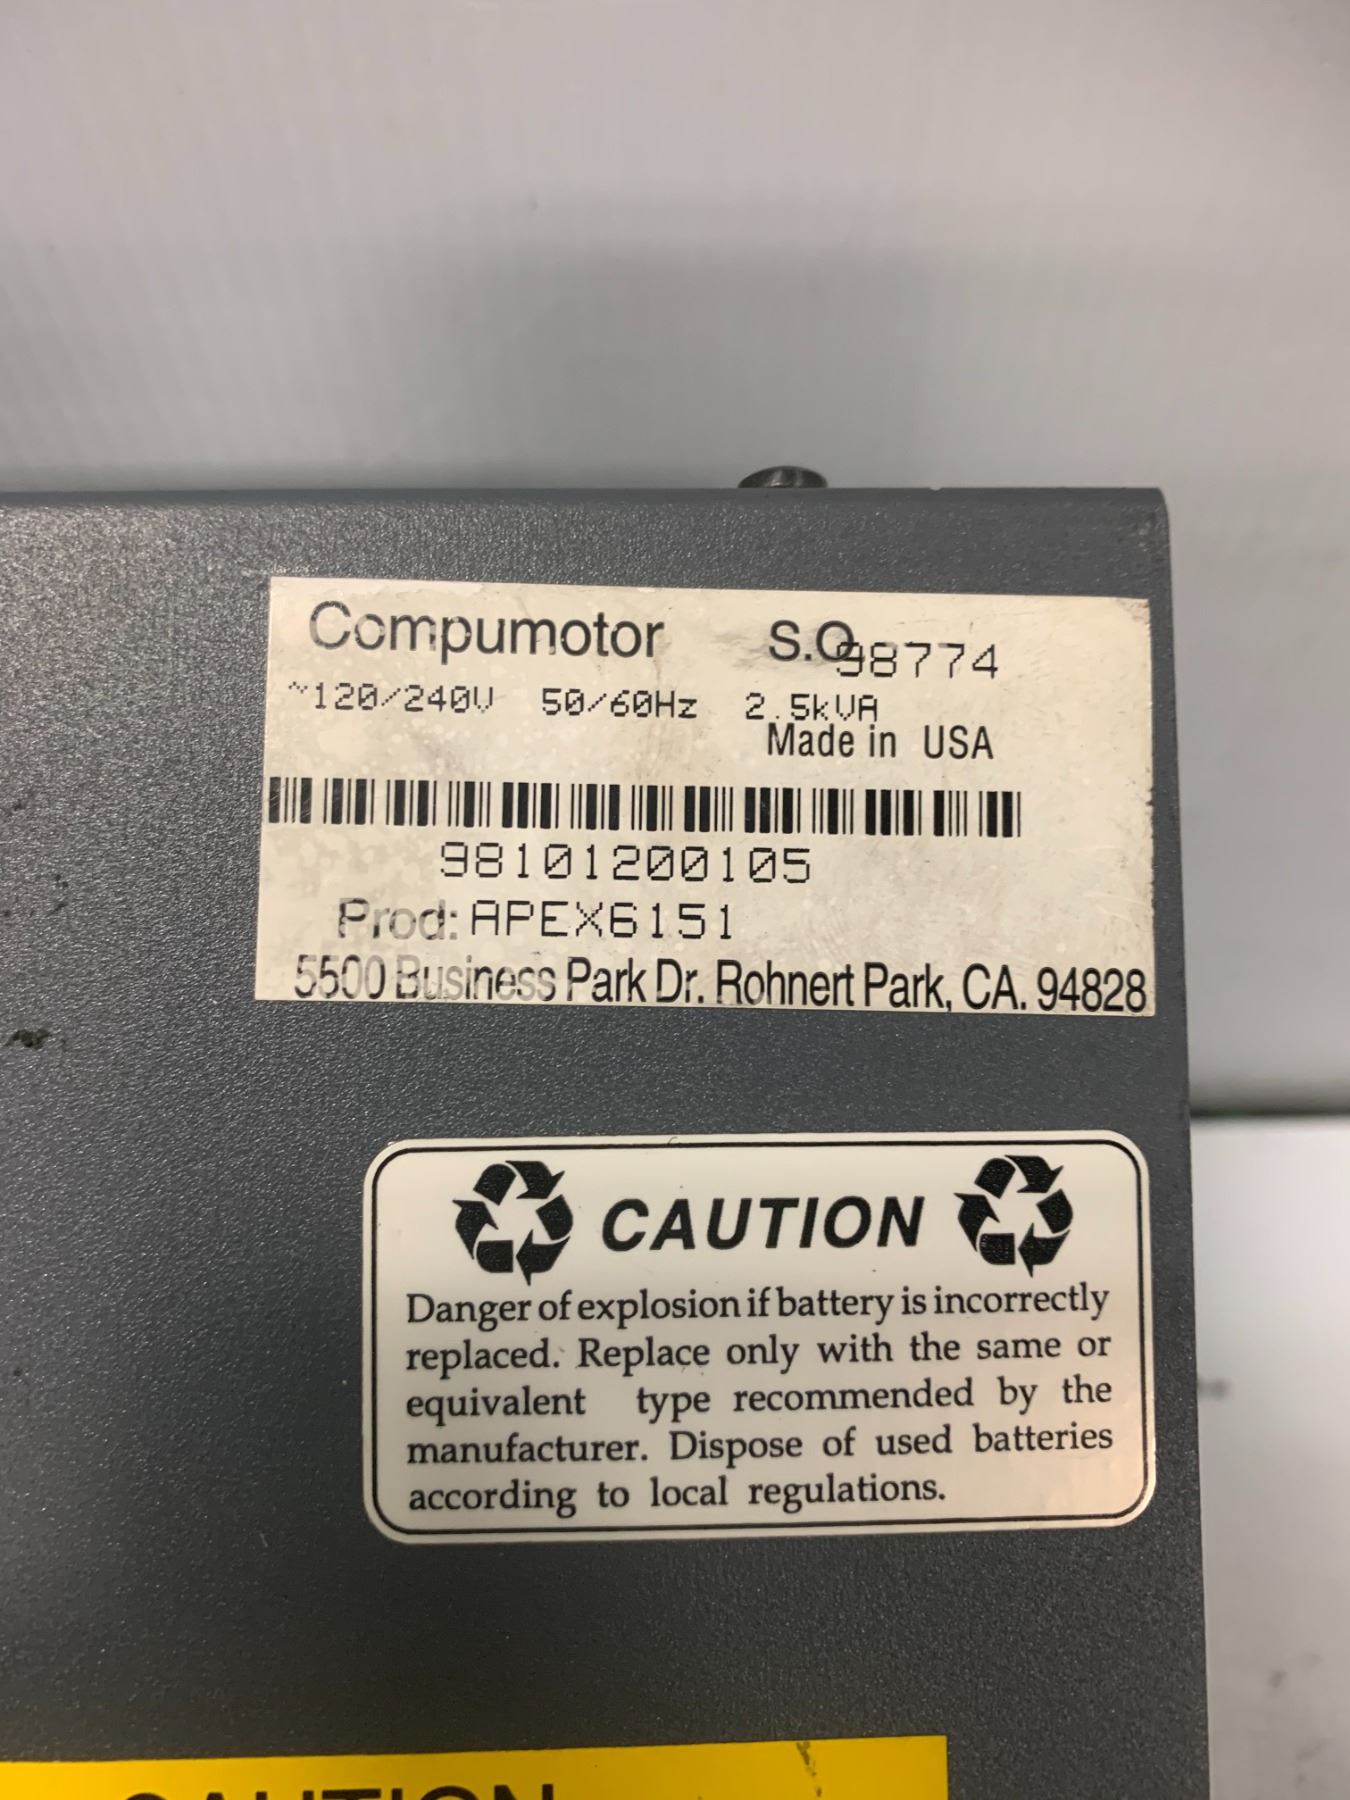 Compumotor S.O 98774
~120/240V 50/60Hz 2.5kVA
Made in USA
98101200105
Prod: APEX6151
5500 Business Park Dr. Rohnert Park, CA. 94828
CAUTION
Danger of explosion if battery is incorrectly
replaced. Replace only with the same or
equivalent type recommended by the
manufacturer. Dispose of used batteries
according to local regulations.
CAUTION